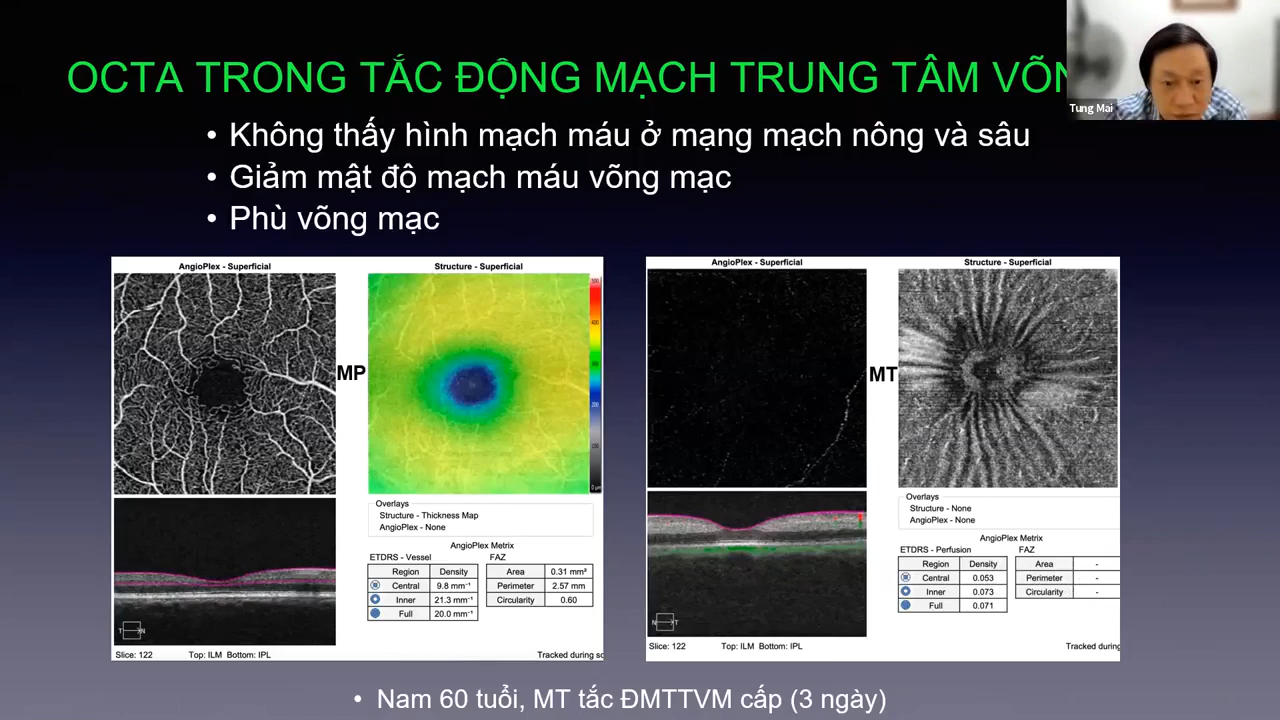 OCTA TRONG TẮC ĐỘNG MẠCH TRUNG TÂM VÕN
Tung Mai
• Không thấy hình mạch máu ở mạng mạch nông và sâu
• Giảm mật độ mạch máu võng mạc
• Phù võng mạc
AngioPlex - Superficial
Structure - Superficial
MP
Overlays
Structure - Thickness Map
AngioPlex - None
AngioPlex Metrix
ETDRS - Vessel
FAZ
Region Density
Central 9.8 mm⁻¹
Inner 21.3 mm⁻¹
Full 20.0 mm⁻¹
Area 0.31 mm²
Perimeter 2.57 mm
Circularity 0.60
T N
Slice: 122 Top: ILM Bottom: IPL
Tracked during sc
AngioPlex - Superficial
Structure - Superficial
MT
Overlays
Structure - None
AngioPlex - None
AngioPlex Metrix
ETDRS - Perfusion
FAZ
Region Density
Central 0.053
Inner 0.073
Full 0.071
Area -
Perimeter -
Circularity -
N T
Slice: 122 Top: ILM Bottom: IPL
Tracked during
• Nam 60 tuổi, MT tắc ĐMTTVM cấp (3 ngày)